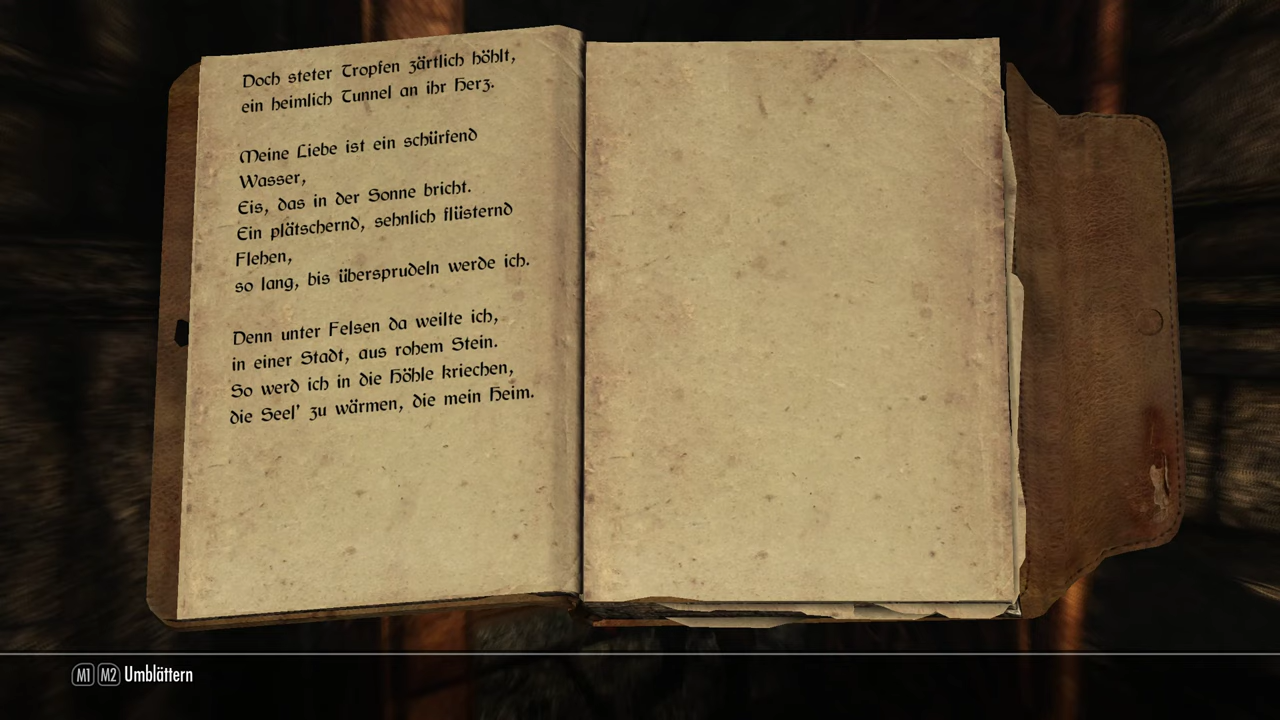 Doch steter Tropfen zärtlich höhlt,
ein heimlich Tunnel an ihr Herz.
Meine Liebe ist ein schürfend
Wasser,
Eis, das in der Sonne bricht.
Ein plätschernd, sehnlich flüsternd
Flehen,
so lang, bis übersprudeln werde ich.
Denn unter Felsen da weilte ich,
in einer Stadt, aus rohem Stein.
So werd ich in die Höhle kriechen,
die Seel' zu wärmen, die mein Heim.
M1 M2 Umblättern